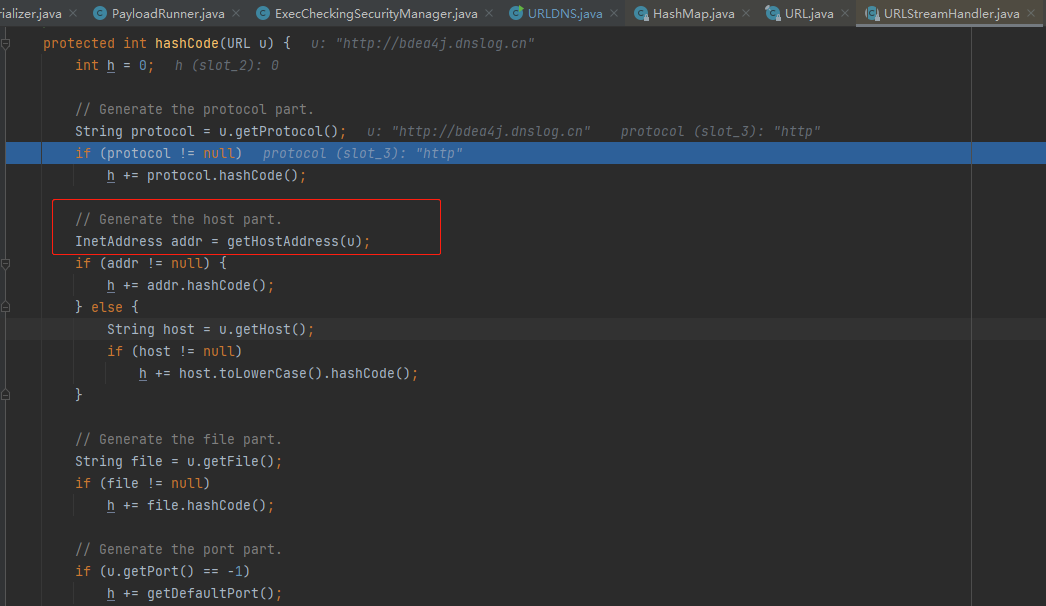 rializer.java PayloadRunner.java ExecCheckingSecurityManager.java URLDNS.java HashMap.java URL.java URLStreamHandler.java
protected int hashCode(URL u) { u: "http://bdea4j.dnslog.cn"
int h = 0; h (slot_2): 0
// Generate the protocol part.
String protocol = u.getProtocol(); u: "http://bdea4j.dnslog.cn" protocol (slot_3): "http"
if (protocol != null) protocol (slot_3): "http"
h += protocol.hashCode();
// Generate the host part.
InetAddress addr = getHostAddress(u);
if (addr != null) {
h += addr.hashCode();
} else {
String host = u.getHost();
if (host != null)
h += host.toLowerCase().hashCode();
}
// Generate the file part.
String file = u.getFile();
if (file != null)
h += file.hashCode();
// Generate the port part.
if (u.getPort() == -1)
h += getDefaultPort();